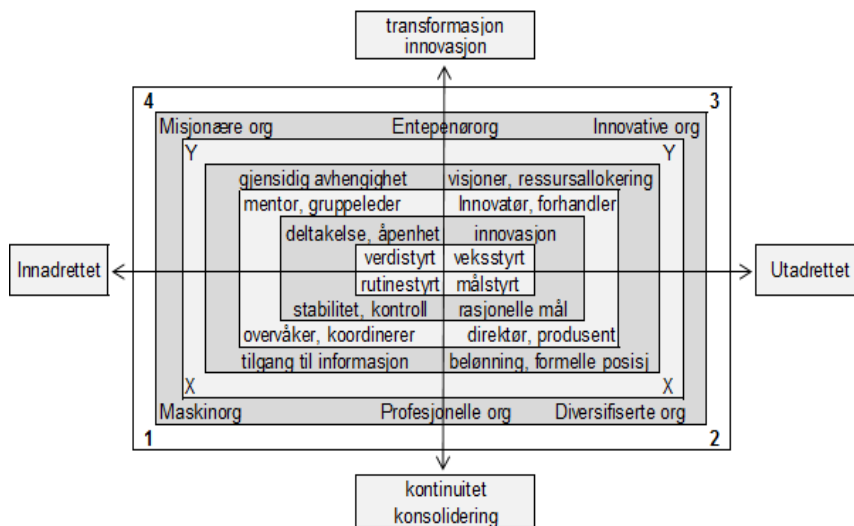 transformasjon
innovasjon
4 3
Misjonære org Entepenørorg Innovative org
Y Y
gjensidig avhengighet visjoner, ressursallokering
mentor, gruppeleder Innovatør, forhandler
deltakelse, åpenhet innovasjon
verdistyrt veksstyrt
Innadrettet Utadrettet
rutinestyrt målstyrt
stabilitet, kontroll rasjonelle mål
overvåker, koordinerer direktør, produsent
tilgang til informasjon belønning, formelle posisj
X X
Maskinorg Profesjonelle org Diversifiserte org
1 2
kontinuitet
konsolidering